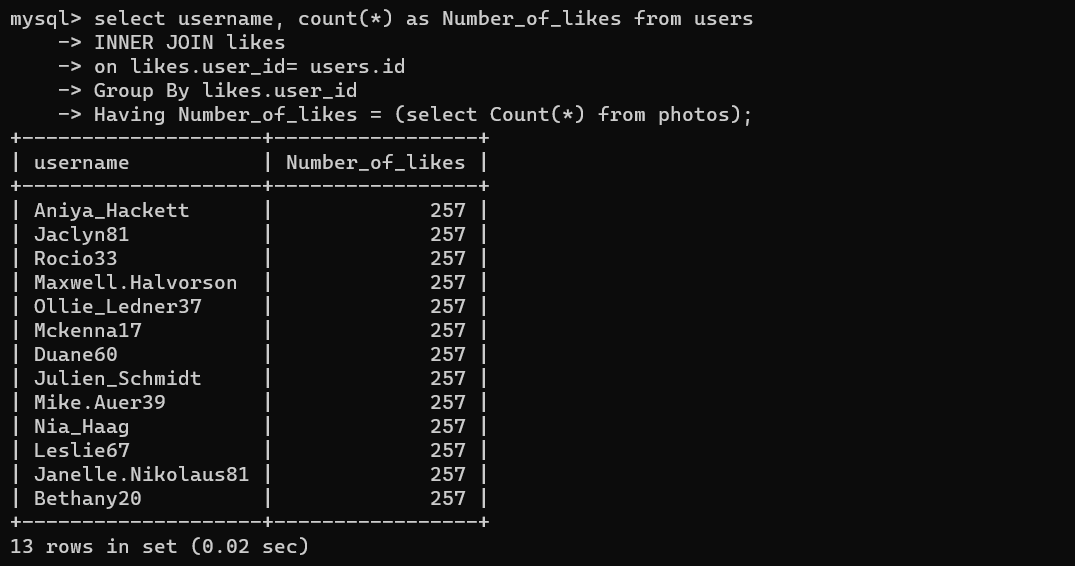 mysql> select username, count(*) as Number_of_likes from users
    -> INNER JOIN likes
    -> on likes.user_id= users.id
    -> Group By likes.user_id
    -> Having Number_of_likes = (select Count(*) from photos);
+--------------------+-----------------+
| username           | Number_of_likes |
+--------------------+-----------------+
| Aniya_Hackett      |             257 |
| Jaclyn81           |             257 |
| Rocio33            |             257 |
| Maxwell.Halvorson  |             257 |
| Ollie_Ledner37     |             257 |
| Mckenna17          |             257 |
| Duane60            |             257 |
| Julien_Schmidt     |             257 |
| Mike.Auer39        |             257 |
| Nia_Haag           |             257 |
| Leslie67           |             257 |
| Janelle.Nikolaus81 |             257 |
| Bethany20          |             257 |
+--------------------+-----------------+
13 rows in set (0.02 sec)